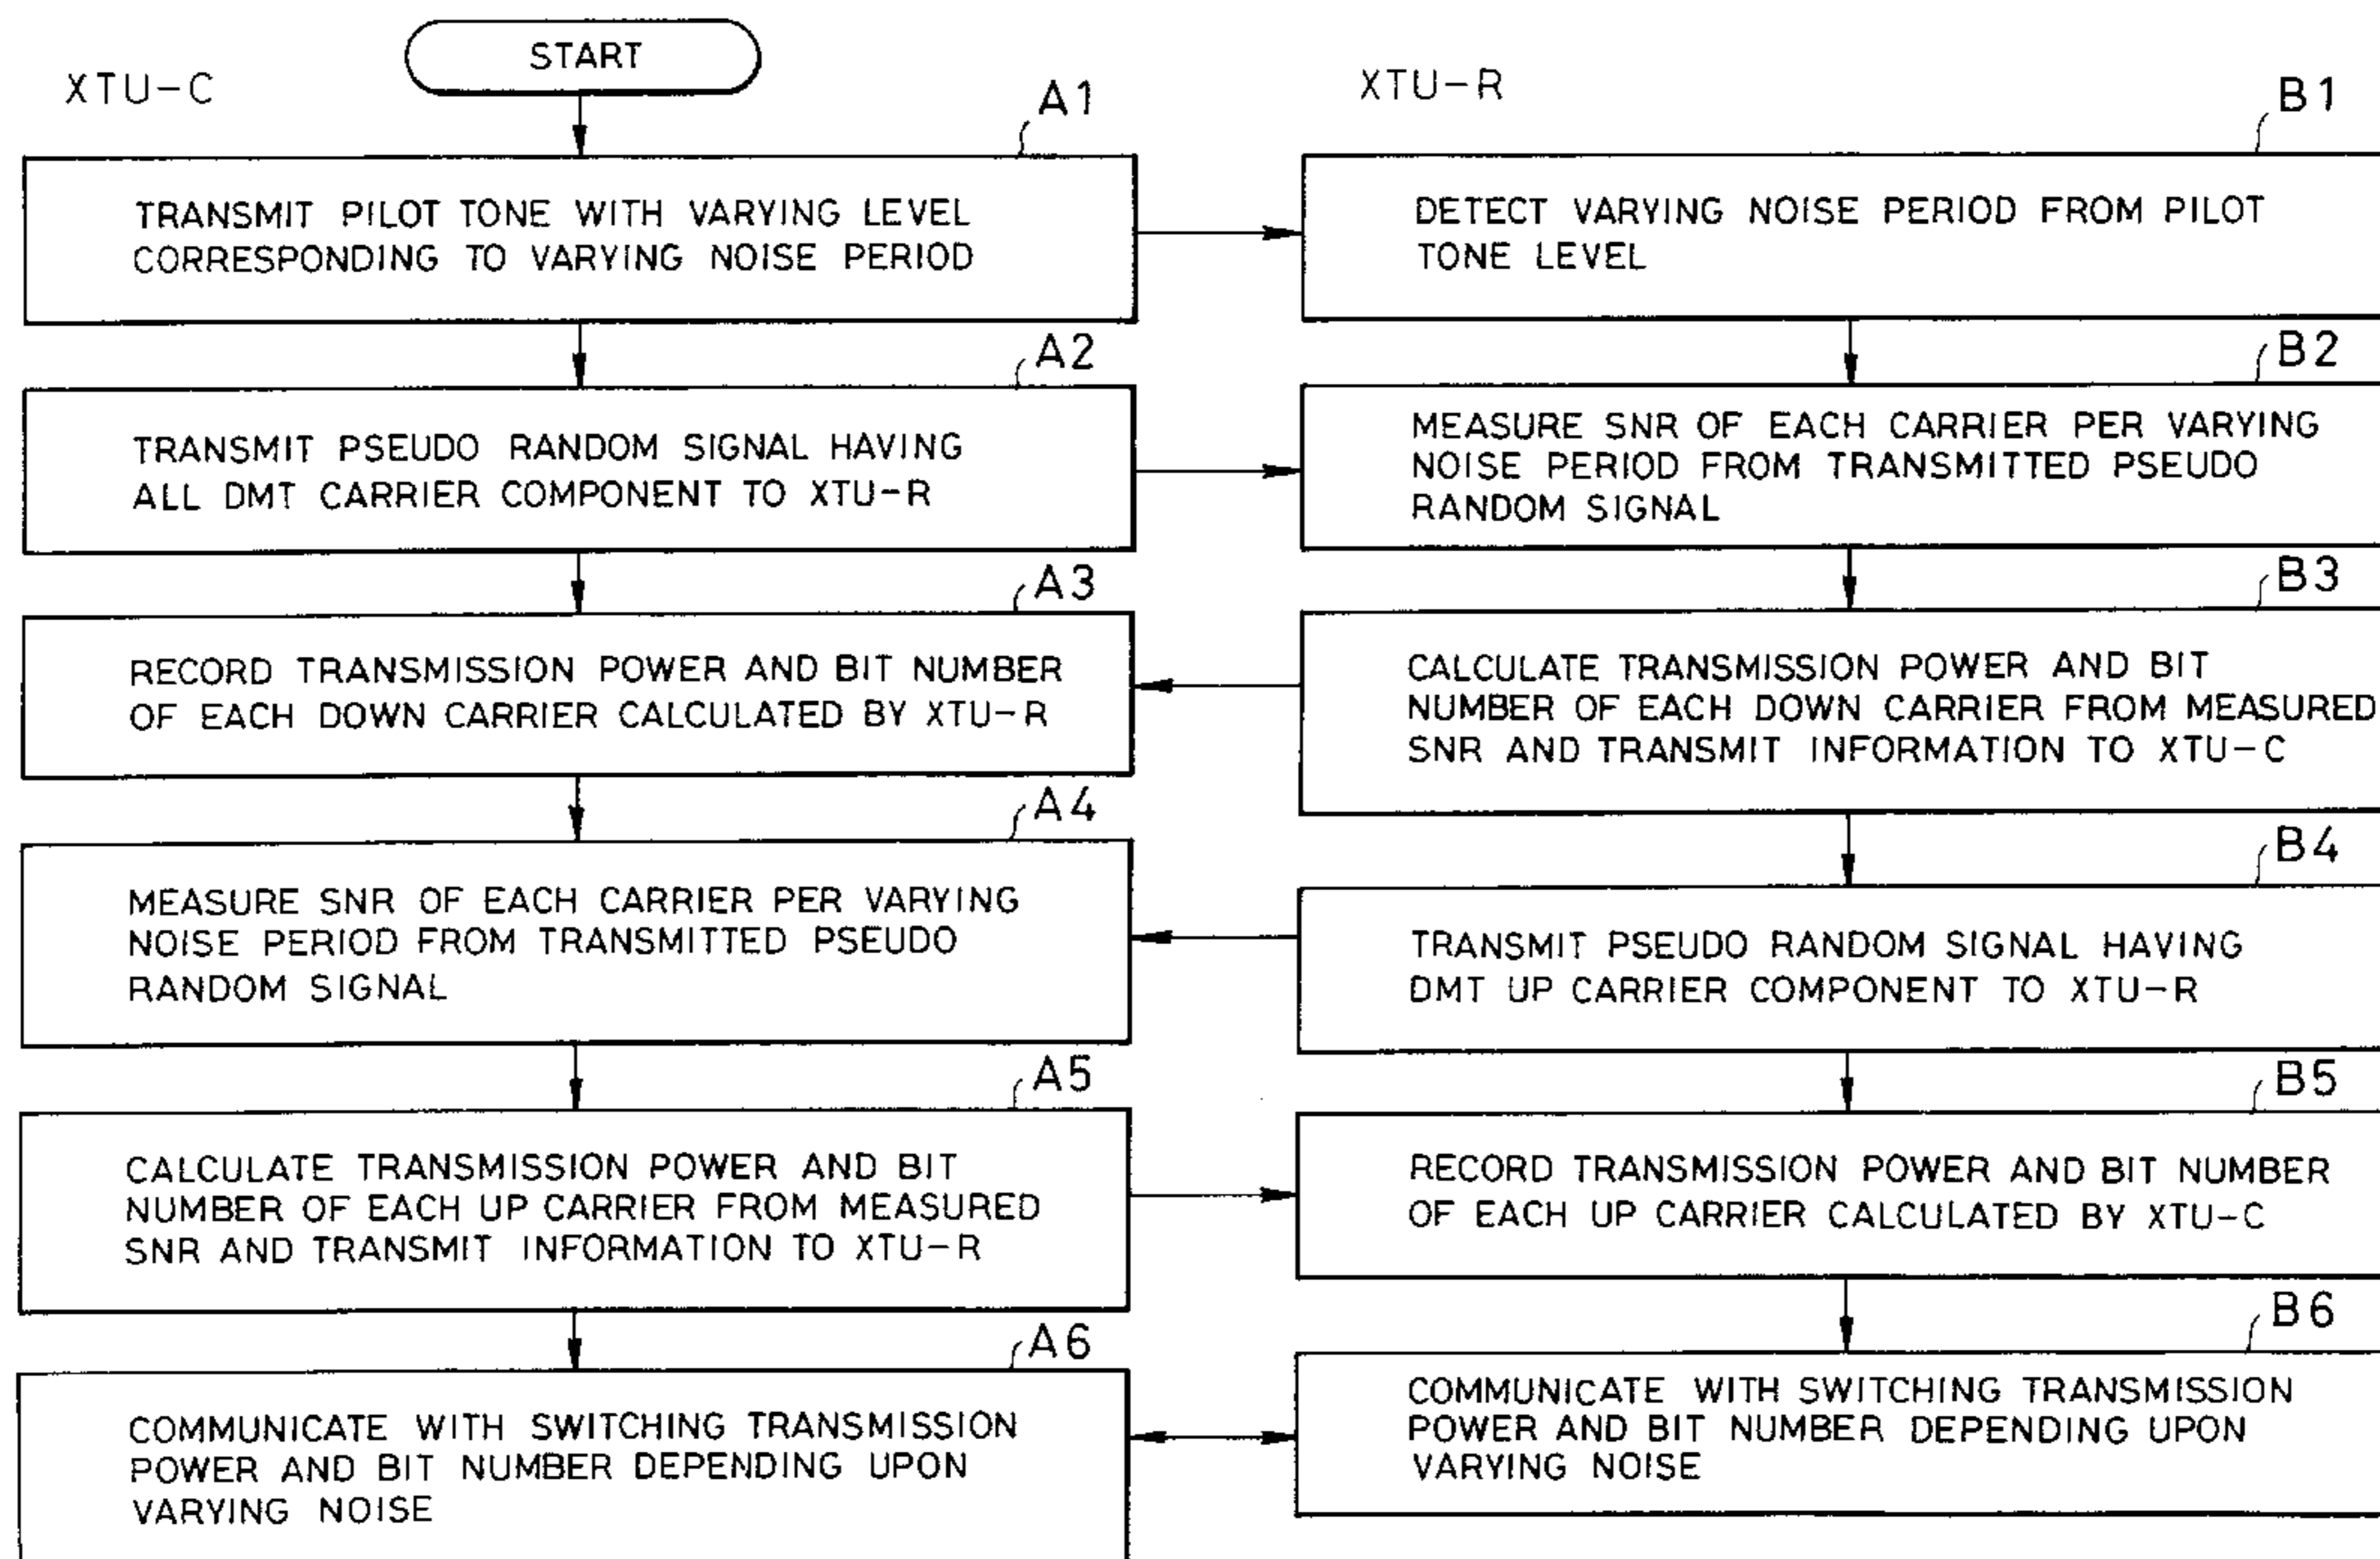 START
XTU-C
XTU-R
A1
TRANSMIT PILOT TONE WITH VARYING LEVEL
CORRESPONDING TO VARYING NOISE PERIOD
B1
DETECT VARYING NOISE PERIOD FROM PILOT
TONE LEVEL
A2
TRANSMIT PSEUDO RANDOM SIGNAL HAVING
ALL DMT CARRIER COMPONENT TO XTU-R
B2
MEASURE SNR OF EACH CARRIER PER VARYING
NOISE PERIOD FROM TRANSMITTED PSEUDO
RANDOM SIGNAL
A3
RECORD TRANSMISSION POWER AND BIT NUMBER
OF EACH DOWN CARRIER CALCULATED BY XTU-R
B3
CALCULATE TRANSMISSION POWER AND BIT
NUMBER OF EACH DOWN CARRIER FROM MEASURED
SNR AND TRANSMIT INFORMATION TO XTU-C
A4
MEASURE SNR OF EACH CARRIER PER VARYING
NOISE PERIOD FROM TRANSMITTED PSEUDO
RANDOM SIGNAL
B4
TRANSMIT PSEUDO RANDOM SIGNAL HAVING
DMT UP CARRIER COMPONENT TO XTU-R
A5
CALCULATE TRANSMISSION POWER AND BIT
NUMBER OF EACH UP CARRIER FROM MEASURED
SNR AND TRANSMIT INFORMATION TO XTU-R
B5
RECORD TRANSMISSION POWER AND BIT NUMBER
OF EACH UP CARRIER CALCULATED BY XTU-C
A6
COMMUNICATE WITH SWITCHING TRANSMISSION
POWER AND BIT NUMBER DEPENDING UPON
VARYING NOISE
B6
COMMUNICATE WITH SWITCHING TRANSMISSION
POWER AND BIT NUMBER DEPENDING UPON
VARYING NOISE